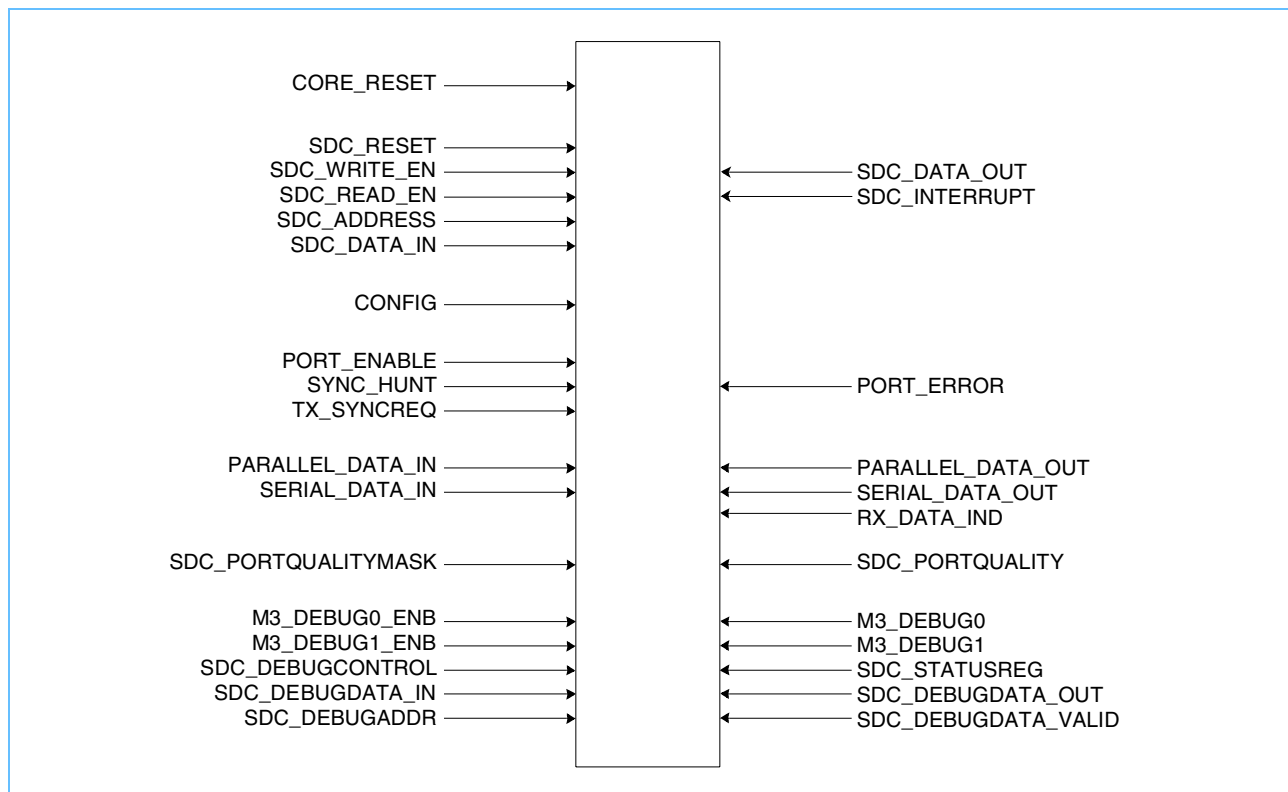 CORE_RESET
SDC_RESET
SDC_WRITE_EN
SDC_READ_EN
SDC_ADDRESS
SDC_DATA_IN
CONFIG
PORT_ENABLE
SYNC_HUNT
TX_SYNCREQ
PARALLEL_DATA_IN
SERIAL_DATA_IN
SDC_PORTQUALITYMASK
M3_DEBUG0_ENB
M3_DEBUG1_ENB
SDC_DEBUGCONTROL
SDC_DEBUGDATA_IN
SDC_DEBUGADDR
SDC_DATA_OUT
SDC_INTERRUPT
PORT_ERROR
PARALLEL_DATA_OUT
SERIAL_DATA_OUT
RX_DATA_IND
SDC_PORTQUALITY
M3_DEBUG0
M3_DEBUG1
SDC_STATUSREG
SDC_DEBUGDATA_OUT
SDC_DEBUGDATA_VALID